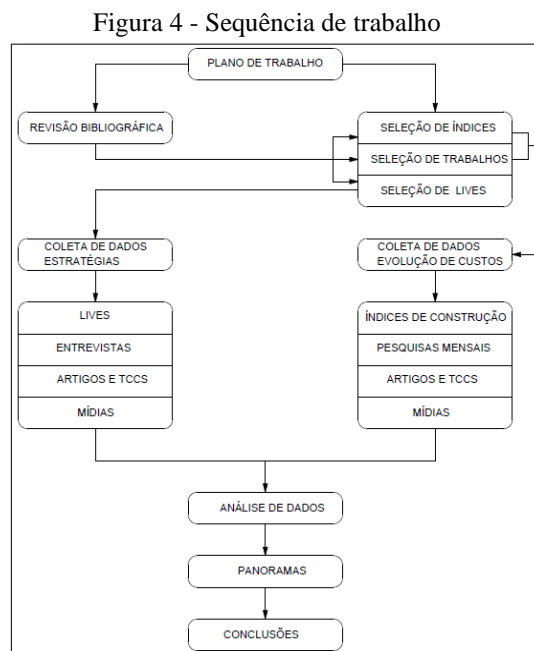 Figura 4 - Sequência de trabalho
PLANO DE TRABALHO
REVISÃO BIBLIOGRÁFICA
SELEÇÃO DE ÍNDICES
SELEÇÃO DE TRABALHOS
SELEÇÃO DE LIVES
COLETA DE DADOS
ESTRATÉGIAS
COLETA DE DADOS
EVOLUÇÃO DE CUSTOS
LIVES
ENTREVISTAS
ARTIGOS E TCCS
MÍDIAS
ÍNDICES DE CONSTRUÇÃO
PESQUISAS MENSAIS
ARTIGOS E TCCS
MÍDIAS
ANÁLISE DE DADOS
PANORAMAS
CONCLUSÕES